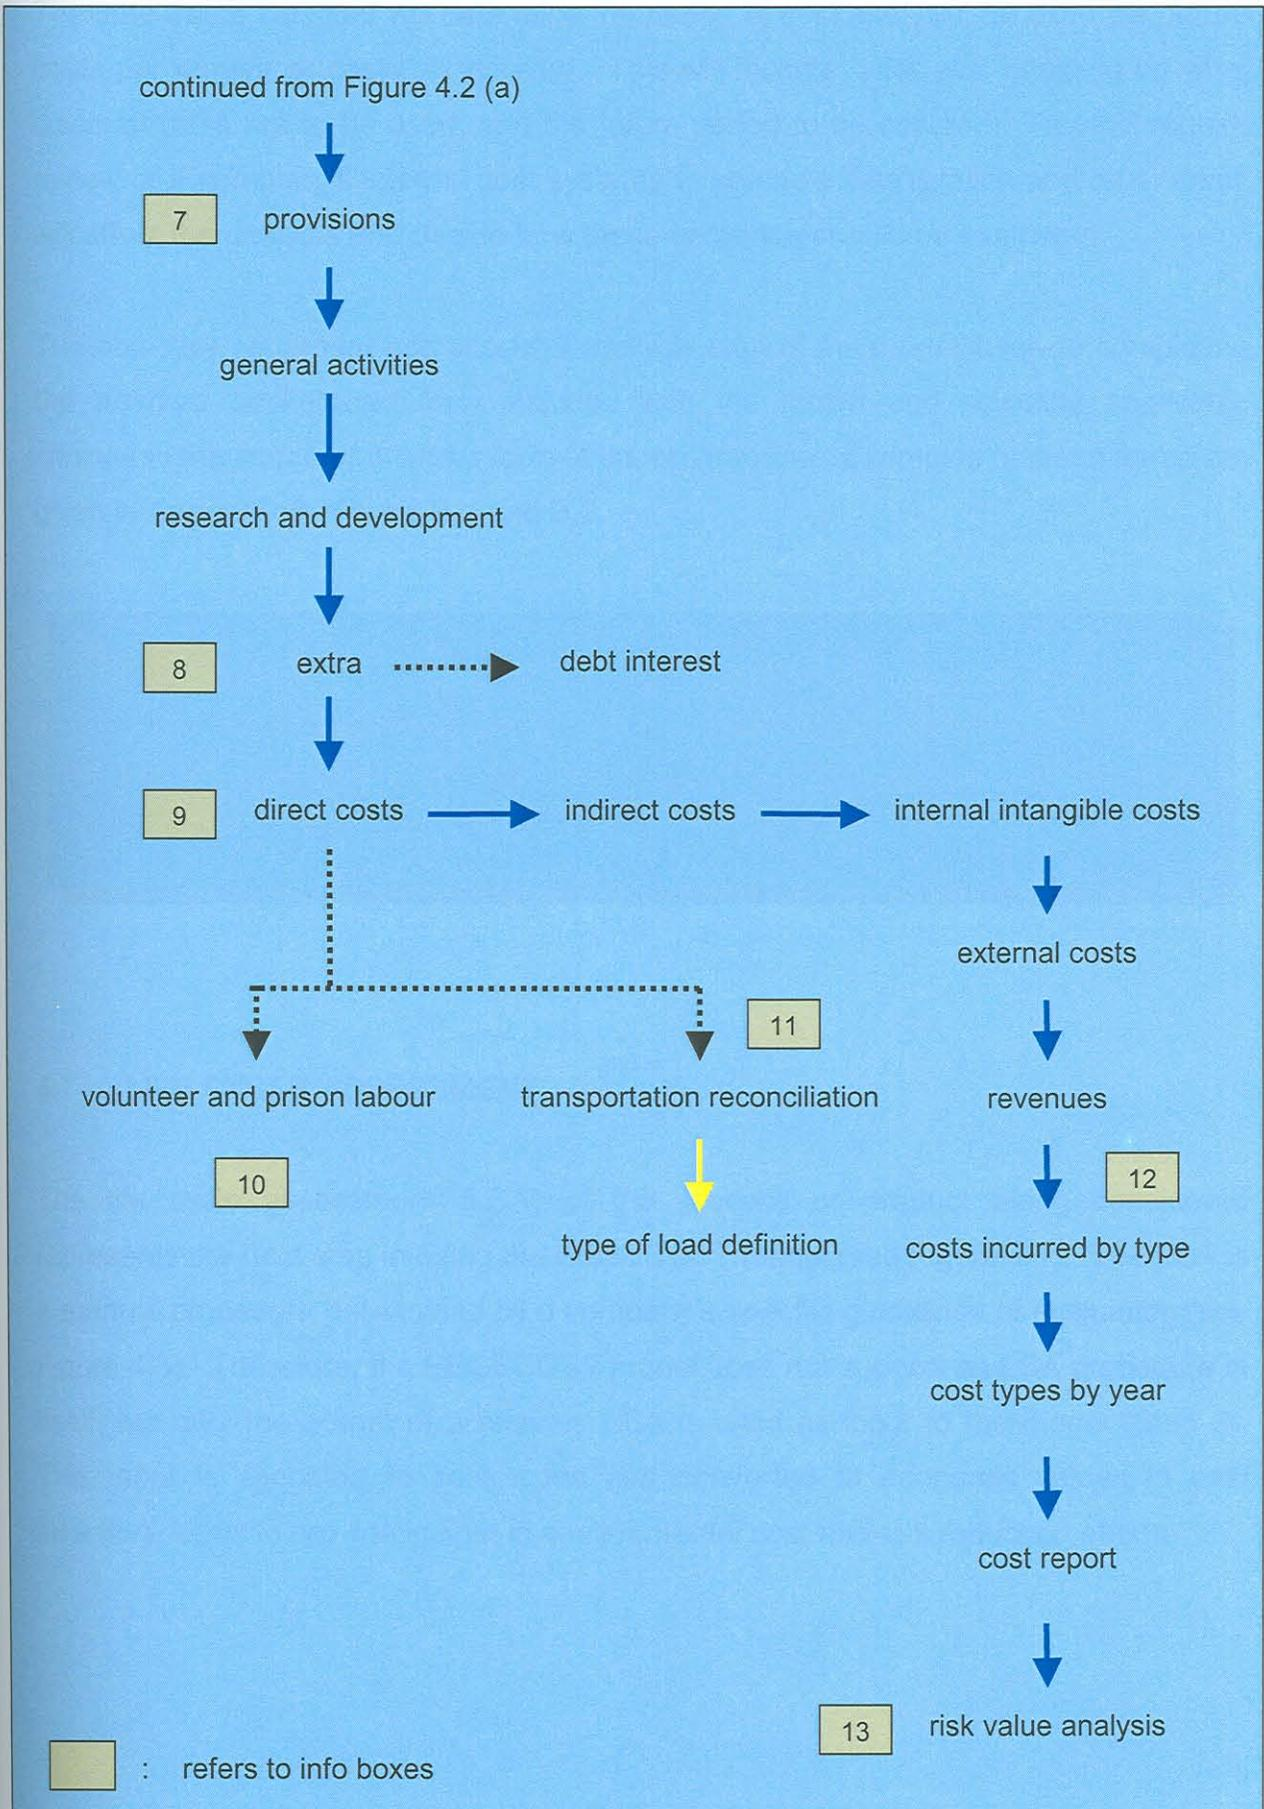 continued from Figure 4.2 (a)
7
provisions
general activities
research and development
8
extra
debt interest
9
direct costs
indirect costs
internal intangible costs
external costs
11
volunteer and prison labour
transportation reconciliation
revenues
10
12
type of load definition
costs incurred by type
cost types by year
cost report
13
risk value analysis
: refers to info boxes